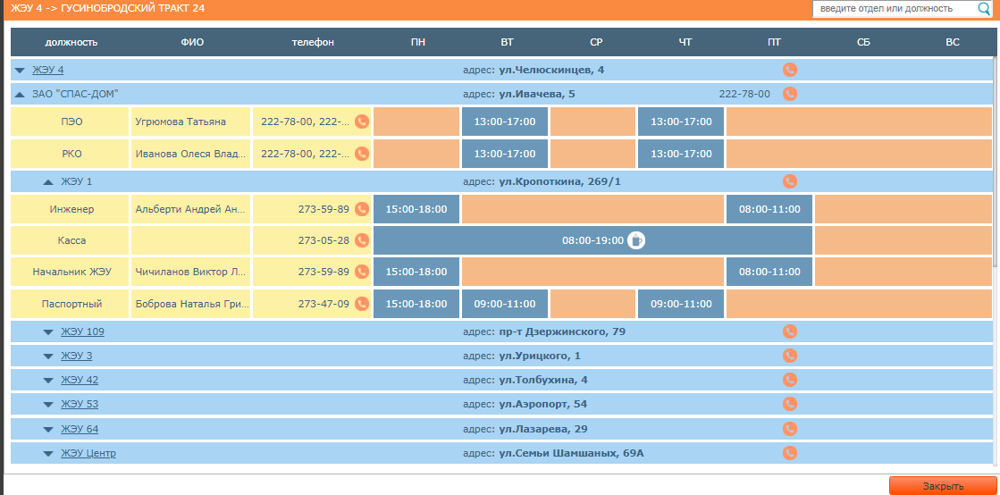 ЖЭУ 4 -> ГУСИНОБРОДСКИЙ ТРАКТ 24 введите отдел или должность
должность ФИО телефон ПН ВТ СР ЧТ ПТ СБ ВС
ЖЭУ 4 адрес: ул.Челюскинцев, 4
ЗАО "СПАС-ДОМ" адрес: ул.Ивачева, 5 222-78-00
ПЭО Угрюмова Татьяна 222-78-00, 222-... 13:00-17:00 13:00-17:00
РКО Иванова Олеся Влад... 222-78-00, 222-... 13:00-17:00 13:00-17:00
ЖЭУ 1 адрес: ул.Кропоткина, 269/1
Инженер Альберти Андрей Ан... 273-59-89 15:00-18:00 08:00-11:00
Касса 273-05-28 08:00-19:00
Начальник ЖЭУ Чичиланов Виктор Л... 273-59-89 15:00-18:00 08:00-11:00
Паспортный Боброва Наталья Гри... 273-47-09 15:00-18:00 09:00-11:00 09:00-11:00
ЖЭУ 109 адрес: пр-т Дзержинского, 79
ЖЭУ 3 адрес: ул.Урицкого, 1
ЖЭУ 42 адрес: ул.Толбухина, 4
ЖЭУ 53 адрес: ул.Аэропорт, 54
ЖЭУ 64 адрес: ул.Лазарева, 29
ЖЭУ Центр адрес: ул.Семьи Шамшаных, 69А
Закрыть